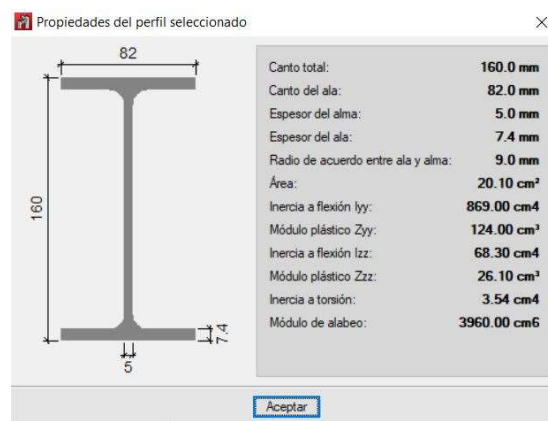 Propiedades del perfil seleccionado
82
160
7.4
5
Canto total: 160.0 mm
Canto del ala: 82.0 mm
Espesor del alma: 5.0 mm
Espesor del ala: 7.4 mm
Radio de acuerdo entre ala y alma: 9.0 mm
Área: 20.10 cm²
Inercia a flexión Iyy: 869.00 cm4
Módulo plástico Zyy: 124.00 cm³
Inercia a flexión Izz: 68.30 cm4
Módulo plástico Zzz: 26.10 cm³
Inercia a torsión: 3.54 cm4
Módulo de alabeo: 3960.00 cm6
Aceptar